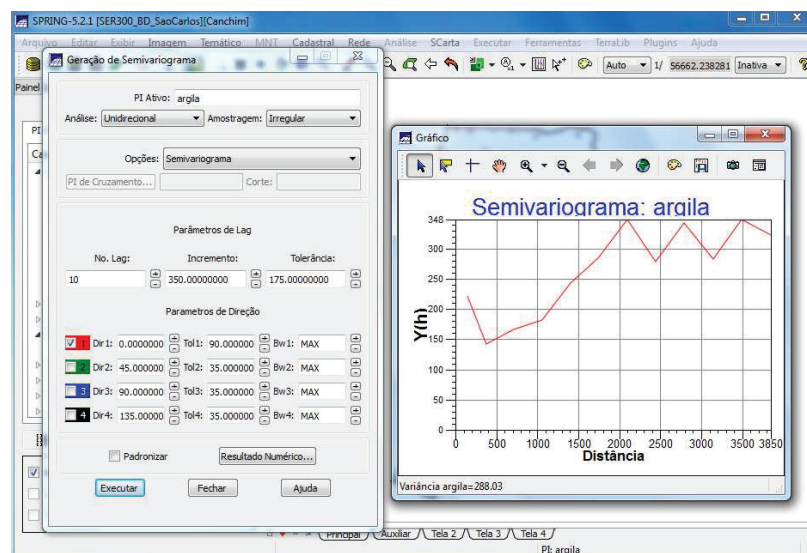 SPRING-5.2.1 [SER300_BD_SaoCarlos][Canchim]
Arquivo Editar Exibir Imagem Temático MNT Cadastral Rede Análise SCarta Executar Ferramentas TerraLib Plugins Ajuda
Auto 1/ 56662.238281 Inativa
Painel
Geração de Semivariograma
PI Ativo: argila
Análise: Unidirecional Amostragem: Irregular
Opções: Semivariograma
PI de Cruzamento... Corte:
Parâmetros de Lag
No. Lag: Incremento: Tolerância:
10 350.00000000 175.00000000
Parametros de Direção
1 Dir1: 0.0000000 Tol1: 90.000000 Bw1: MAX
2 Dir2: 45.000000 Tol2: 35.000000 Bw2: MAX
3 Dir3: 90.000000 Tol3: 35.000000 Bw3: MAX
4 Dir4: 135.00000 Tol4: 35.000000 Bw4: MAX
Padronizar Resultado Numérico...
Executar Fechar Ajuda
Gráfico
Semivariograma: argila
348
300
250
200
150
100
50
0
Y(h)
0 500 1000 1500 2000 2500 3000 3500 3850
Distância
Variância argila=288.03
Principal Auxiliar Tela 2 Tela 3 Tela 4
PI: argila